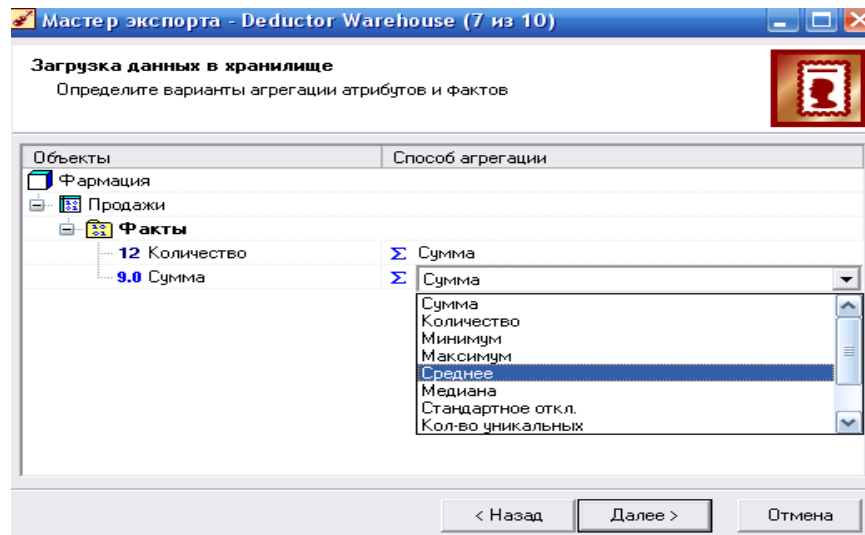 Мастер экспорта - Deductor Warehouse (7 из 10)
Загрузка данных в хранилище
Определите варианты агрегации атрибутов и фактов
Объекты Способ агрегации
Фармация
Продажи
Факты
12 Количество Σ Сумма
9.0 Сумма Σ Сумма
Сумма
Количество
Минимум
Максимум
Среднее
Медиана
Стандартное откл.
Кол-во уникальных
< Назад Далее > Отмена